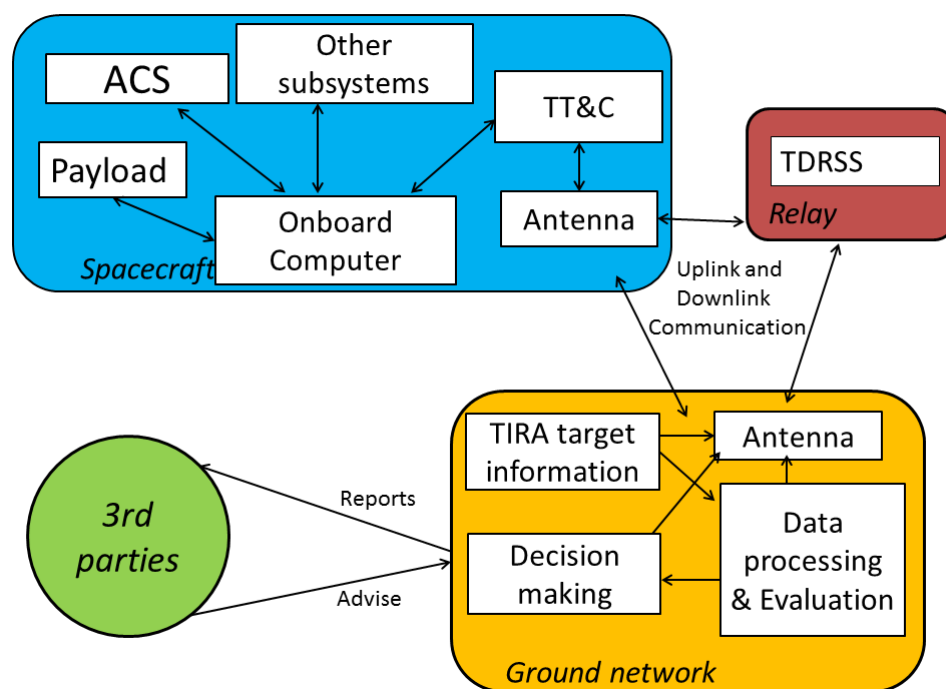 Other
subsystems
ACS
TT&C
Payload
TDRSS
Relay
Onboard
Computer
Antenna
Spacecraft
Uplink and
Downlink
Communication
TIRA target
information
Antenna
3rd
parties
Reports
Advise
Decision
making
Data
processing
& Evaluation
Ground network